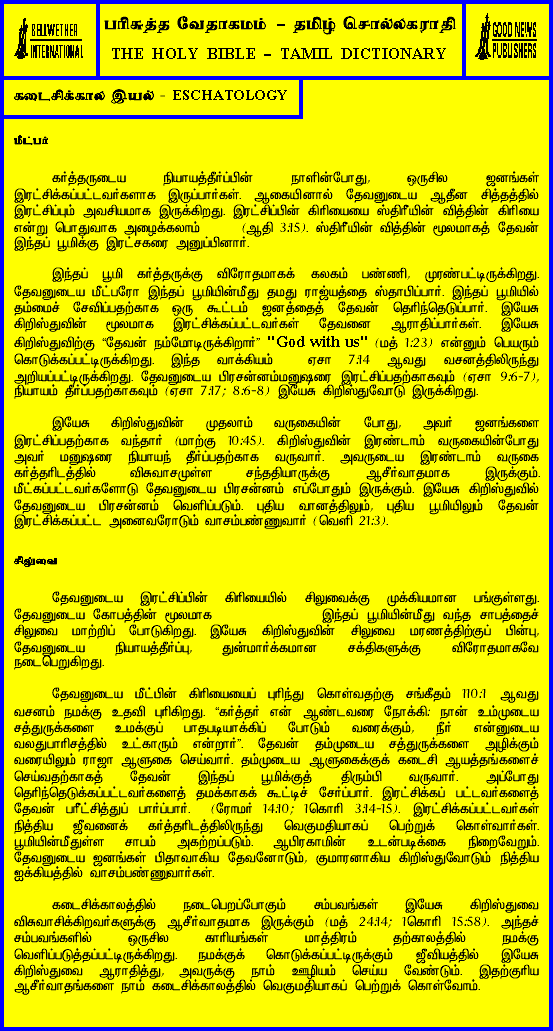 BELLWETHER
INTERNATIONAL
பரிசுத்த வேதாகமம் – தமிழ் சொல்லகராதி
THE HOLY BIBLE – TAMIL DICTIONARY
GOOD NEWS
PUBLISHERS
கடைசிக்கால இயல் - ESCHATOLOGY
மீட்பர்
கர்த்தருடைய நியாயத்தீர்ப்பின் நாளின்போது, ஒருசில ஜனங்கள்
இரட்சிக்கப்பட்டவர்களாக இருப்பார்கள். ஆகையினால் தேவனுடைய ஆதீன சித்தத்தில்
இரட்சிப்பும் அவசியமாக இருக்கிறது. இரட்சிப்பின் கிரியையை ஸ்திரீயின் வித்தின் கிரியை
என்று பொதுவாக அழைக்கலாம் (ஆதி 3:15). ஸ்திரீயின் வித்தின் மூலமாகத் தேவன்
இந்தப் பூமிக்கு இரட்சகரை அனுப்பினார்.
இந்தப் பூமி கர்த்தருக்கு விரோதமாகக் கலகம் பண்ணி, முரண்பட்டிருக்கிறது.
தேவனுடைய மீட்பரோ இந்தப் பூமியின்மீது தமது ராஜ்யத்தை ஸ்தாபிப்பார். இந்தப் பூமியில்
தம்மைச் சேவிப்பதற்காக ஒரு கூட்டம் ஜனத்தைத் தேவன் தெரிந்தெடுப்பார். இயேசு
கிறிஸ்துவின் மூலமாக இரட்சிக்கப்பட்டவர்கள் தேவனை ஆராதிப்பார்கள். இயேசு
கிறிஸ்துவிற்கு “தேவன் நம்மோடிருக்கிறார்” "God with us" (மத் 1:23) என்னும் பெயரும்
கொடுக்கப்பட்டிருக்கிறது. இந்த வாக்கியம் ஏசா 7:14 ஆவது வசனத்திலிருந்து
அறியப்பட்டிருக்கிறது. தேவனுடைய பிரசன்னம்மனுஷரை இரட்சிப்பதற்காகவும் (ஏசா 9:6-7),
நியாயம் தீர்ப்பதற்காகவும் (ஏசா 7:17; 8:6-8) இயேசு கிறிஸ்துவோடு இருக்கிறது.
இயேசு கிறிஸ்துவின் முதலாம் வருகையின் போது, அவர் ஜனங்களை
இரட்சிப்பதற்காக வந்தார் (மாற்கு 10:45). கிறிஸ்துவின் இரண்டாம் வருகையின்போது
அவர் மனுஷரை நியாயந் தீர்ப்பதற்காக வருவார். அவருடைய இரண்டாம் வருகை
கர்த்தரிடத்தில் விசுவாசமுள்ள சந்ததியாருக்கு ஆசீர்வாதமாக இருக்கும்.
மீட்கப்பட்டவர்களோடு தேவனுடைய பிரசன்னம் எப்போதும் இருக்கும். இயேசு கிறிஸ்துவில்
தேவனுடைய பிரசன்னம் வெளிப்படும். புதிய வானத்திலும், புதிய பூமியிலும் தேவன்
இரட்சிக்கப்பட்ட அனைவரோடும் வாசம்பண்ணுவார் (வெளி 21:3).
சிலுவை
தேவனுடைய இரட்சிப்பின் கிரியையில் சிலுவைக்கு முக்கியமான பங்குள்ளது.
தேவனுடைய கோபத்தின் மூலமாக இந்தப் பூமியின்மீது வந்த சாபத்தைச்
சிலுவை மாற்றிப் போடுகிறது. இயேசு கிறிஸ்துவின் சிலுவை மரணத்திற்குப் பின்பு,
தேவனுடைய நியாயத்தீர்ப்பு, துன்மார்க்கமான சக்திகளுக்கு விரோதமாகவே
நடைபெறுகிறது.
தேவனுடைய மீட்பின் கிரியையைப் புரிந்து கொள்வதற்கு சங்கீதம் 110:1 ஆவது
வசனம் நமக்கு உதவி புரிகிறது. “கர்த்தர் என் ஆண்டவரை நோக்கி: நான் உம்முடைய
சத்துருக்களை உமக்குப் பாதபடியாக்கிப் போடும் வரைக்கும், நீர் என்னுடைய
வலதுபாரிசத்தில் உட்காரும் என்றார்”. தேவன் தம்முடைய சத்துருக்களை அழிக்கும்
வரையிலும் ராஜா ஆளுகை செய்வார். தம்முடைய ஆளுகைக்குக் கடைசி ஆயத்தங்களைச்
செய்வதற்காகத் தேவன் இந்தப் பூமிக்குத் திரும்பி வருவார். அப்போது
தெரிந்தெடுக்கப்பட்டவர்களைத் தமக்காகக் கூட்டிச் சேர்ப்பார். இரட்சிக்கப் பட்டவர்களைத்
தேவன் பரீட்சித்துப் பார்ப்பார். (ரோமர் 14:10; 1கொரி 3:14-15). இரட்சிக்கப்பட்டவர்கள்
நித்திய ஜீவனைக் கர்த்தரிடத்திலிருந்து வெகுமதியாகப் பெற்றுக் கொள்வார்கள்.
பூமியின்மீதுள்ள சாபம் அகற்றப்படும். ஆபிரகாமின் உடன்படிக்கை நிறைவேறும்.
தேவனுடைய ஜனங்கள் பிதாவாகிய தேவனோடும், குமாரனாகிய கிறிஸ்துவோடும் நித்திய
ஐக்கியத்தில் வாசம்பண்ணுவார்கள்.
கடைசிக்காலத்தில் நடைபெறப்போகும் சம்பவங்கள் இயேசு கிறிஸ்துவை
விசுவாசிக்கிறவர்களுக்கு ஆசீர்வாதமாக இருக்கும் (மத் 24:14; 1கொரி 15:58). அந்தச்
சம்பவங்களில் ஒருசில காரியங்கள் மாத்திரம் தற்காலத்தில் நமக்கு
வெளிப்படுத்தப்பட்டிருக்கிறது. நமக்குக் கொடுக்கப்பட்டிருக்கும் ஜீவியத்தில் இயேசு
கிறிஸ்துவை ஆராதித்து, அவருக்கு நாம் ஊழியம் செய்ய வேண்டும். இதற்குரிய
ஆசீர்வாதங்களை நாம் கடைசிக்காலத்தில் வெகுமதியாகப் பெற்றுக் கொள்வோம்.